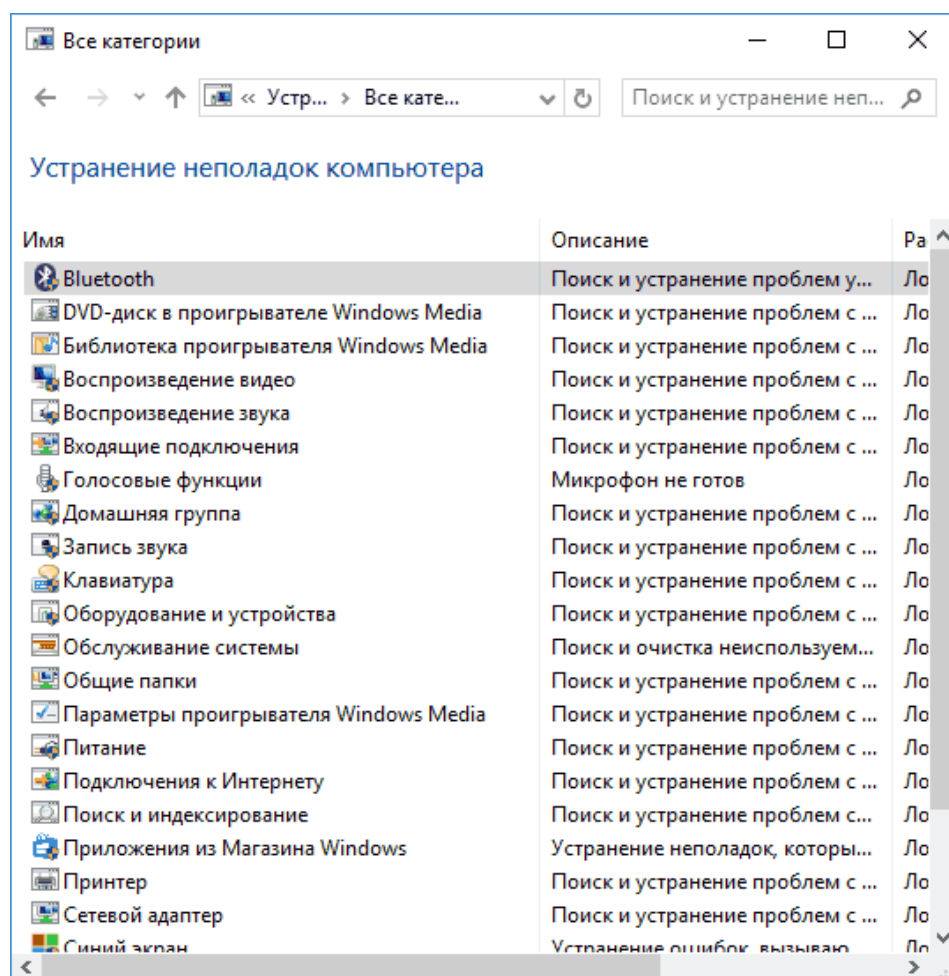 Все категории
« Устр... › Все кате... Поиск и устранение неп...
Устранение неполадок компьютера
Имя Описание Ра
Bluetooth Поиск и устранение проблем у... Ло
DVD-диск в проигрывателе Windows Media Поиск и устранение проблем с ... Ло
Библиотека проигрывателя Windows Media Поиск и устранение проблем с ... Ло
Воспроизведение видео Поиск и устранение проблем с ... Ло
Воспроизведение звука Поиск и устранение проблем с ... Ло
Входящие подключения Поиск и устранение проблем с ... Ло
Голосовые функции Микрофон не готов Ло
Домашняя группа Поиск и устранение проблем с ... Ло
Запись звука Поиск и устранение проблем с ... Ло
Клавиатура Поиск и устранение проблем с ... Ло
Оборудование и устройства Поиск и устранение проблем с ... Ло
Обслуживание системы Поиск и очистка неиспользуем... Ло
Общие папки Поиск и устранение проблем с ... Ло
Параметры проигрывателя Windows Media Поиск и устранение проблем с ... Ло
Питание Поиск и устранение проблем с ... Ло
Подключения к Интернету Поиск и устранение проблем с ... Ло
Поиск и индексирование Поиск и устранение проблем с... Ло
Приложения из Магазина Windows Устранение неполадок, которы... Ло
Принтер Поиск и устранение проблем с ... Ло
Сетевой адаптер Поиск и устранение проблем с ... Ло
Синий экран Устранение ошибок, вызываю... Ло